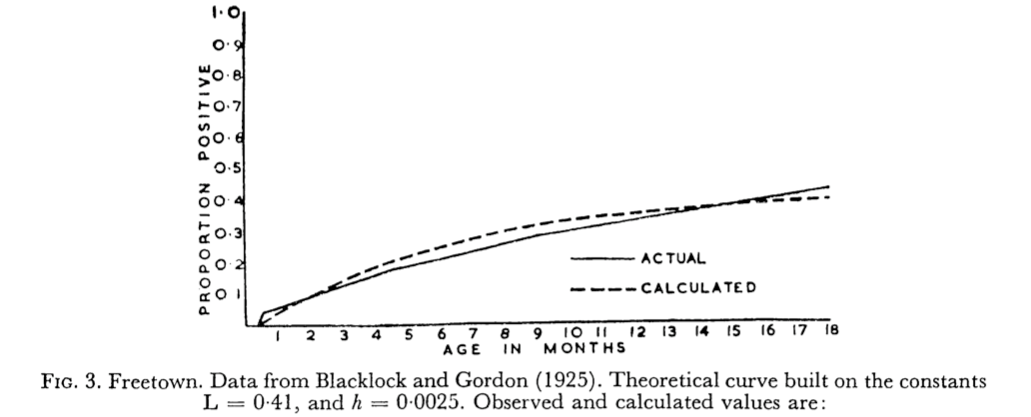 1·0
0·9
0·8
0·7
0·6
0·5
0·4
0·3
0·2
0 1
PROPORTION POSITIVE
ACTUAL
CALCULATED
1 2 3 4 5 6 7 8 9 10 11 12 13 14 15 16 17 18
AGE IN MONTHS
FIG. 3. Freetown. Data from Blacklock and Gordon (1925). Theoretical curve built on the constants
L = 0·41, and h = 0·0025. Observed and calculated values are: